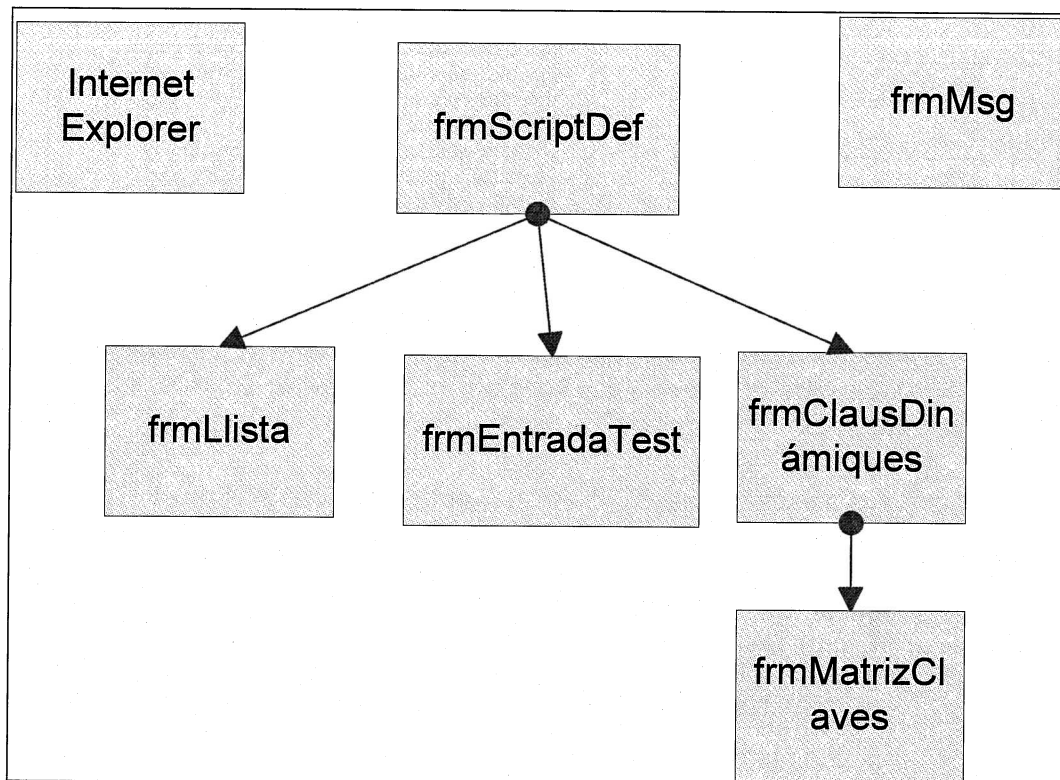 Internet
Explorer
frmScriptDef
frmMsg
frmLlista
frmEntradaTest
frmClausDin
ámiques
frmMatrizCl
aves